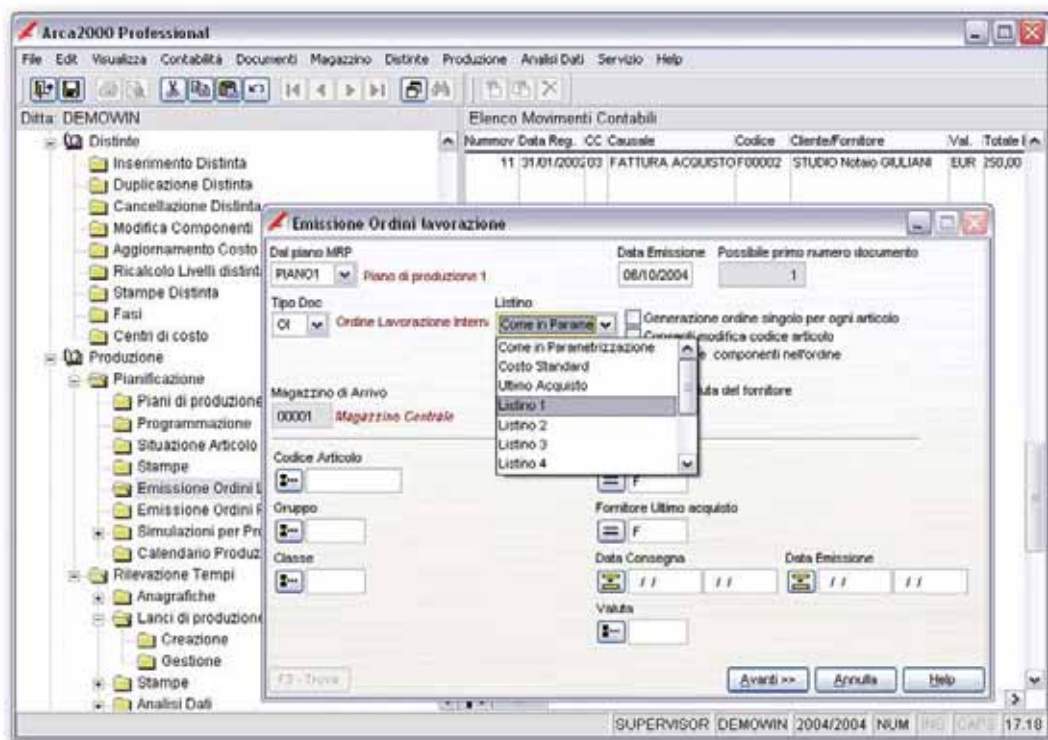 Arca2000 Professional
File Edit Visualizza Contabilità Documenti Magazzino Distinte Produzione Analisi Dati Servizio Help
Ditta: DEMOWIN
Elenco Movimenti Contabili
Nummov Data Reg. CC Causale Codice Cliente/Fornitore Val. Totale
11 31/01/2002 03 FATTURA ACQUISTO F00002 STUDIO Notaio GIULIANI EUR 250,00
Distinte
Inserimento Distinta
Duplicazione Distinta
Cancellazione Distinta
Modifica Componenti
Aggiornamento Costo
Ricalcolo Livelli distint
Stampe Distinta
Fasi
Centri di costo
Produzione
Pianificazione
Piani di produzione
Programmazione
Situazione Articolo
Stampe
Emissione Ordini L
Emissione Ordini
Simulazioni per Pr
Calendario Produz
Rilevazione Tempi
Anagrafiche
Lanci di produzione
Creazione
Gestione
Stampe
Analisi Dati
Emissione Ordini lavorazione
Dal piano MRP
Data Emissione
Possibile primo numero documento
PIANO1
Piano di produzione 1
06/10/2004
1
Tipo Doc
Listino
OI
Ordine Lavorazione Intern
Come in Parame
Generazione ordine singolo per ogni articolo
Consenti modifica codice articolo
componenti nell'ordine
del fornitore
Come in Parametrizzazione
Costo Standard
Ultimo Acquisto
Listino 1
Listino 2
Listino 3
Listino 4
Magazzino di Arrivo
00001
Magazzino Centrale
Codice Articolo
F
Gruppo
Fornitore Ultimo acquisto
F
Classe
Data Consegna
Data Emissione
/ /
/ /
/ /
/ /
Valuta
F3 - Trova
Avanti >>
Annulla
Help
SUPERVISOR DEMOWIN 2004/2004 NUM INS CAPS 17.18